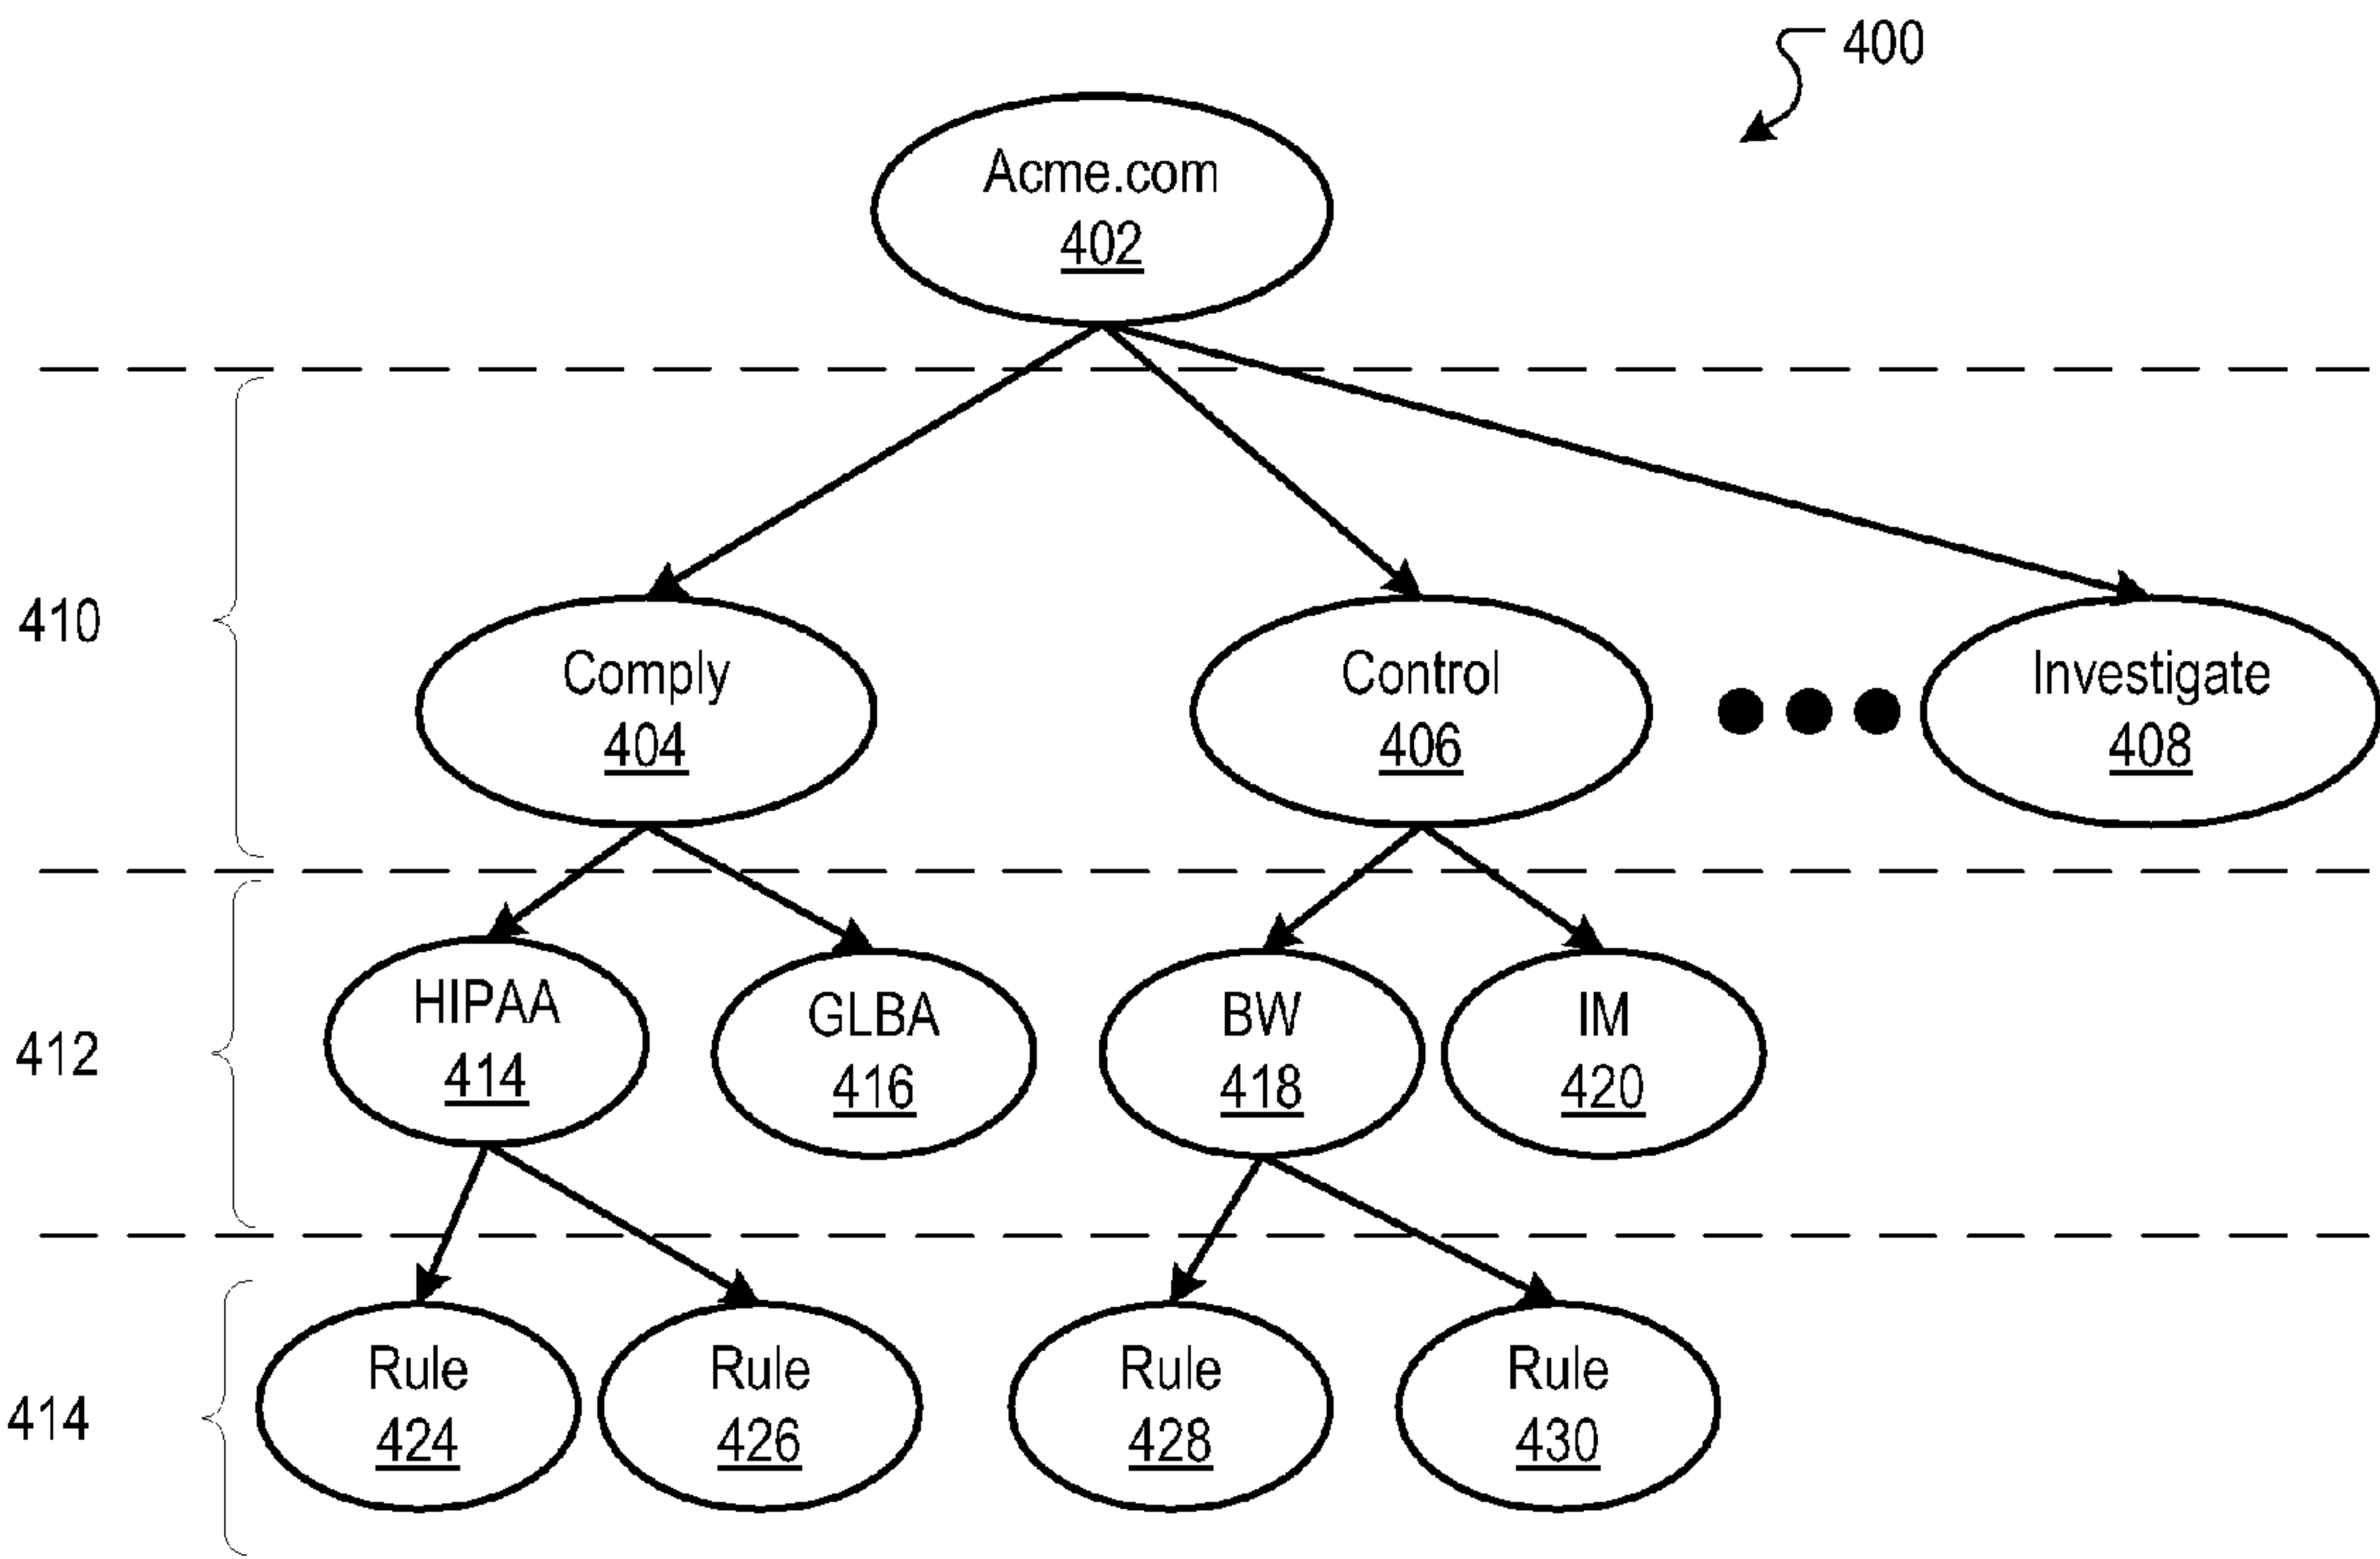 400
Acme.com
402
410
Comply
404
Control
406
Investigate
408
412
HIPAA
414
GLBA
416
BW
418
IM
420
414
Rule
424
Rule
426
Rule
428
Rule
430